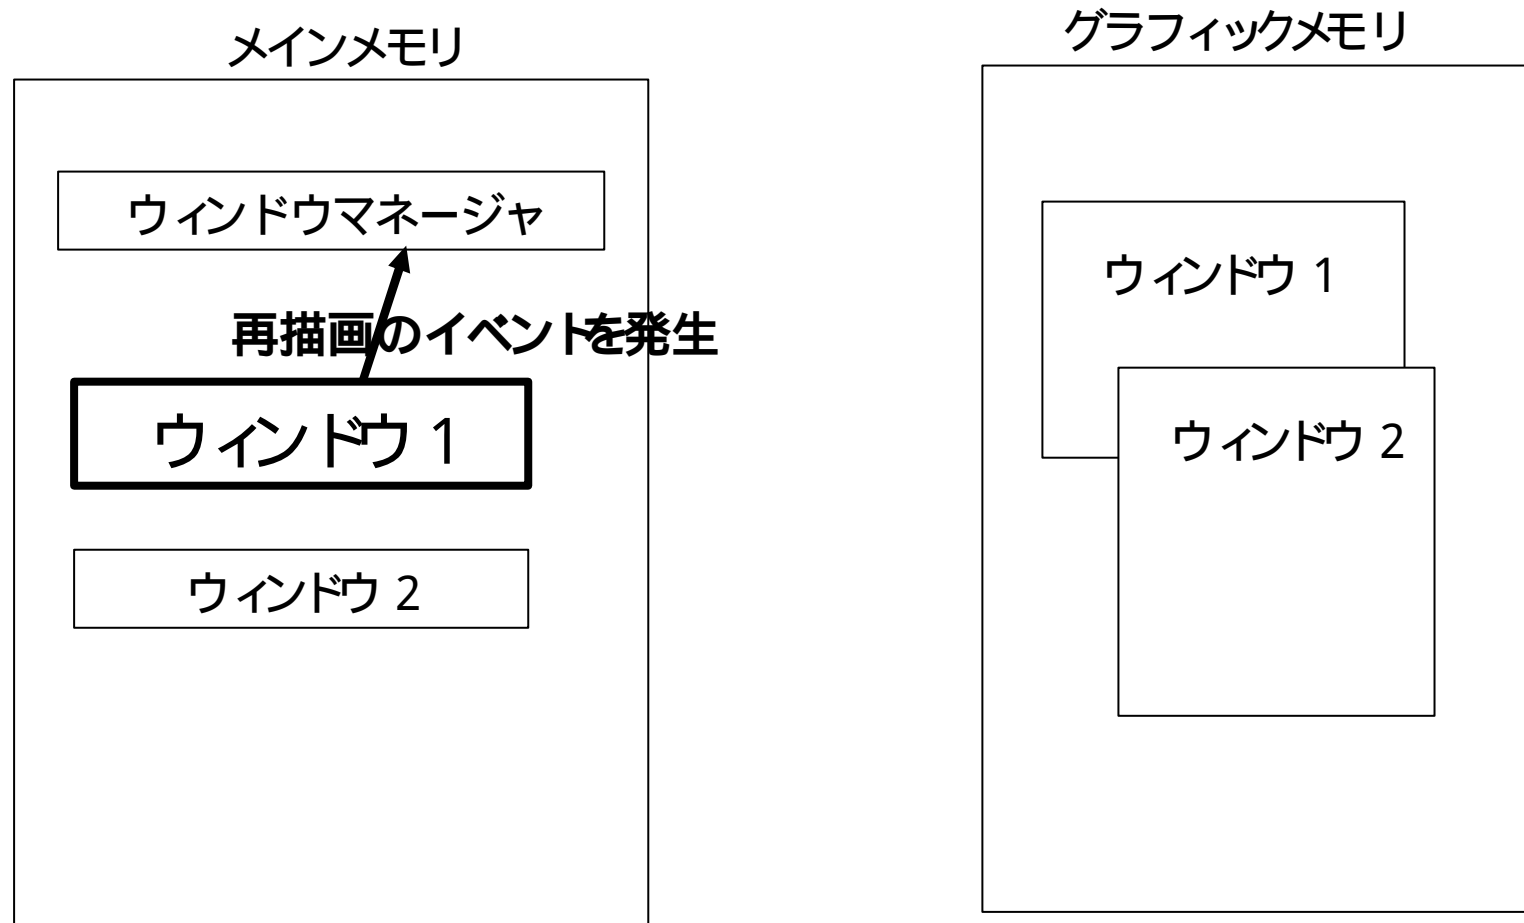 メインメモリ
ウィンドウマネージャ
再描画のイベントを発生
ウィンドウ 1
ウィンドウ 2
グラフィックメモリ
ウィンドウ 1
ウィンドウ 2